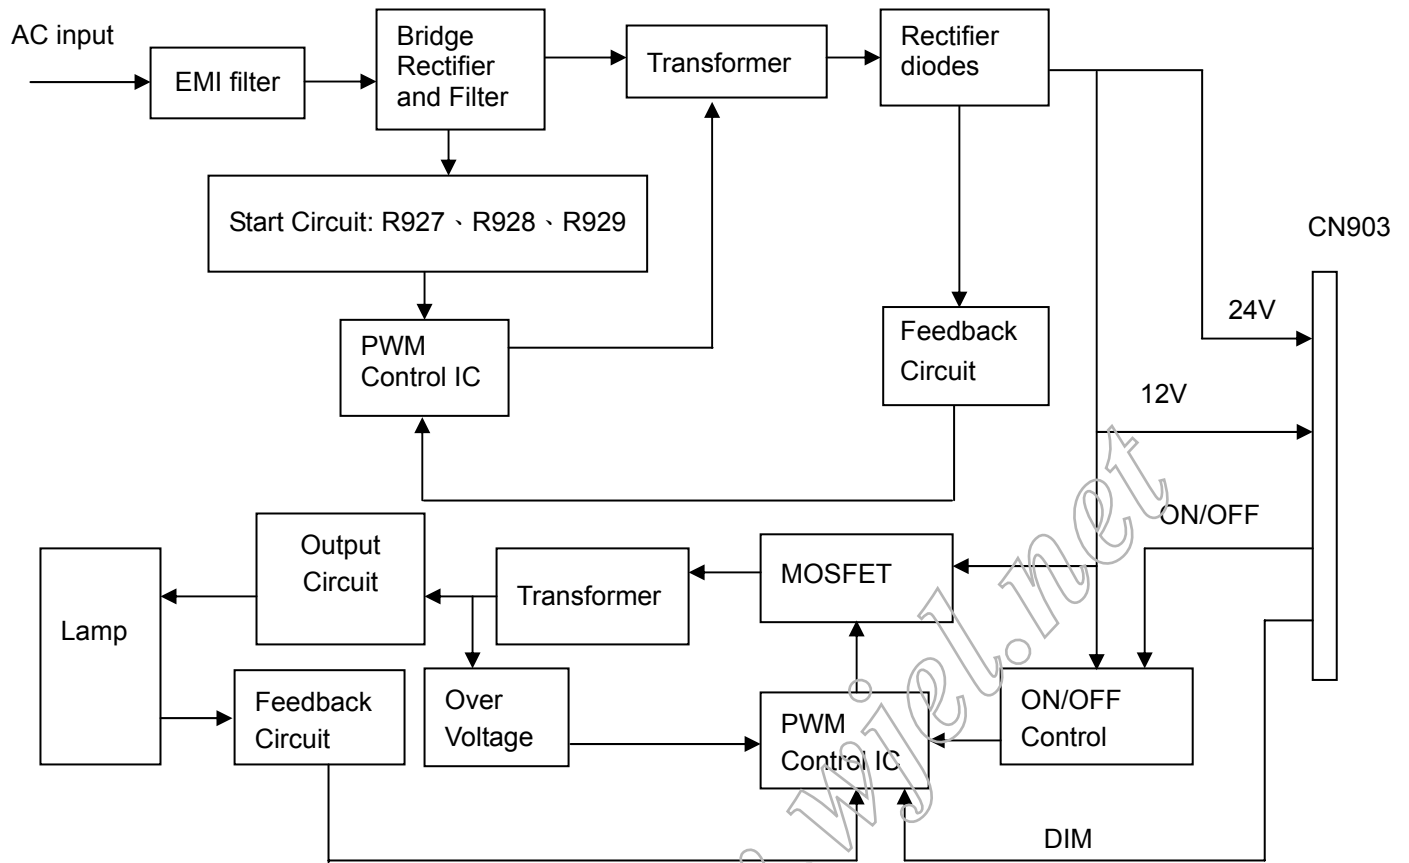 AC input
EMI filter
Bridge
Rectifier
and Filter
Transformer
Rectifier
diodes
Start Circuit: R927、R928、R929
CN903
24V
PWM
Control IC
Feedback
Circuit
12V
ON/OFF
Output
Circuit
MOSFET
Transformer
Lamp
Feedback
Circuit
Over
Voltage
PWM
Control IC
ON/OFF
Control
DIM
wjel.net